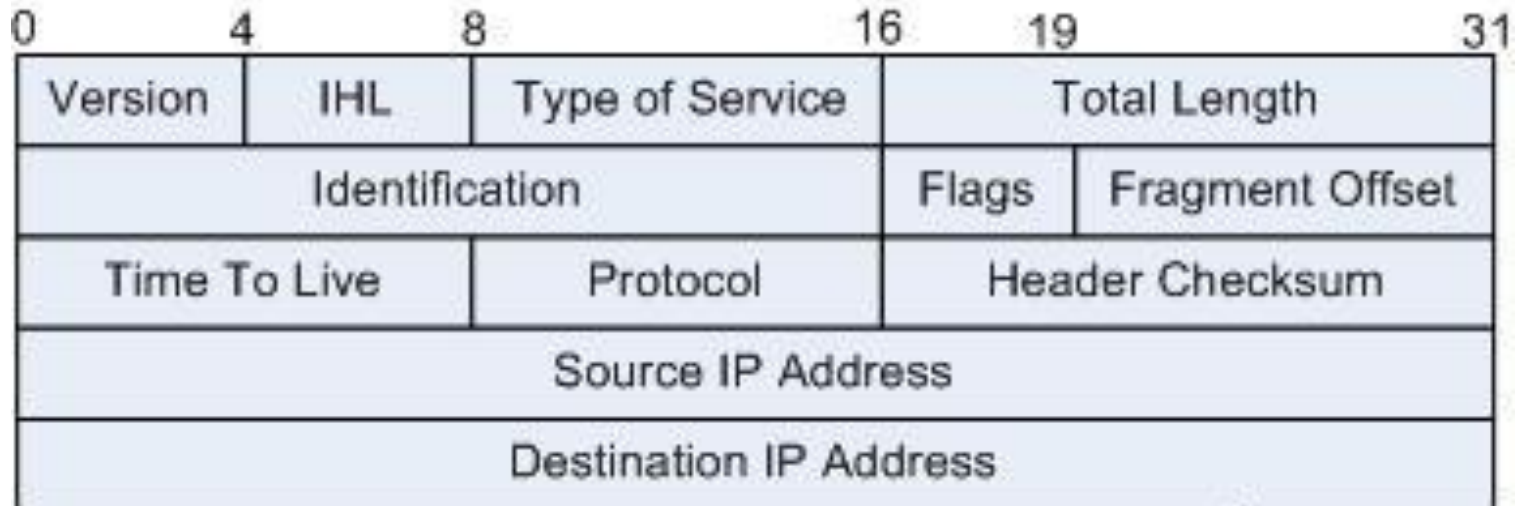 0 4 8 16 19 31
Version IHL Type of Service Total Length
Identification Flags Fragment Offset
Time To Live Protocol Header Checksum
Source IP Address
Destination IP Address